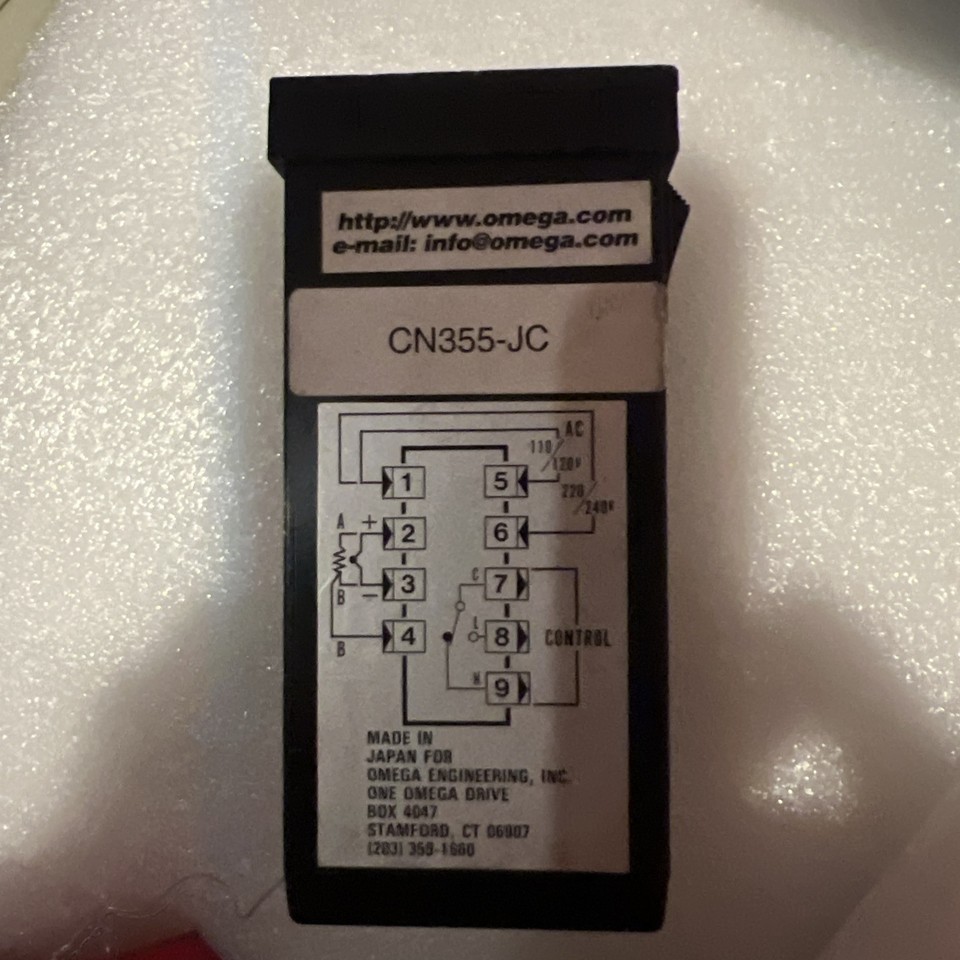 http://www.omega.com
e-mail: info@omega.com
CN355-JC
AC
110/120V
220/240V
1
5
A +
2
6
3
B −
C
7
4
B
L
8
CONTROL
H
9
MADE IN
JAPAN FOR
OMEGA ENGINEERING, INC.
ONE OMEGA DRIVE
BOX 4047
STAMFORD, CT 06907
(203) 359-1660